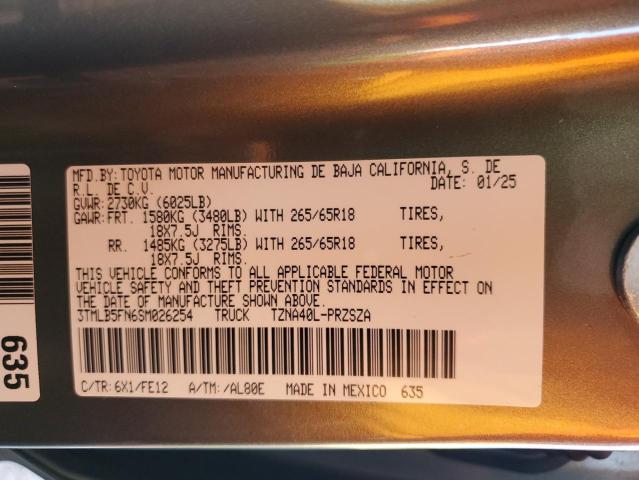 MFD.BY:TOYOTA MOTOR MANUFACTURING DE BAJA CALIFORNIA, S. DE
R.L. DE C.V. DATE: 01/25
GVWR:2730KG (6025LB)
GAWR:FRT. 1580KG (3480LB) WITH 265/65R18 TIRES,
18X7.5J RIMS.
RR. 1485KG (3275LB) WITH 265/65R18 TIRES,
18X7.5J RIMS.
THIS VEHICLE CONFORMS TO ALL APPLICABLE FEDERAL MOTOR
VEHICLE SAFETY AND THEFT PREVENTION STANDARDS IN EFFECT ON
THE DATE OF MANUFACTURE SHOWN ABOVE.
3TMLB5FN6SM026254 TRUCK TZNA40L-PRZSZA
C/TR:6X1/FE12 A/TM:/AL80E MADE IN MEXICO 635
635